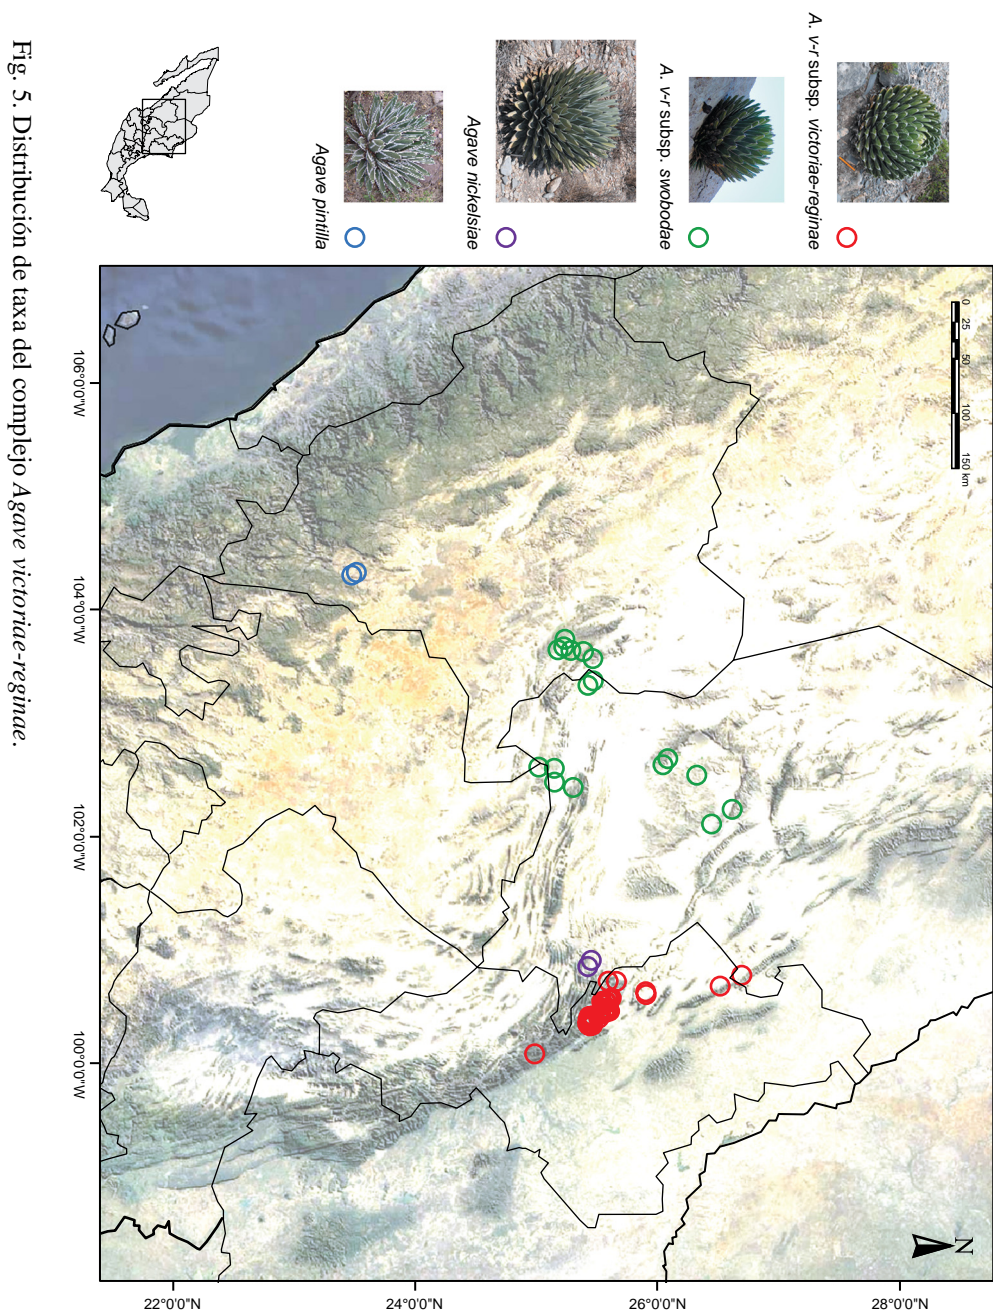 A. v-r subsp. victoriae-reginae
A. v-r subsp. swobodae
Agave nickelsiae
Agave pintilla
0 25 50 100 150 km
N
28°0'0"N
26°0'0"N
24°0'0"N
22°0'0"N
106°0'0"W
104°0'0"W
102°0'0"W
100°0'0"W
Fig. 5. Distribución de taxa del complejo Agave victoriae-reginae.